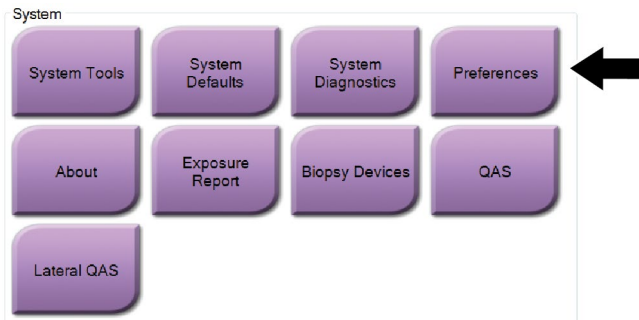 System
System Tools
System
Defaults
System
Diagnostics
Preferences
About
Exposure
Report
Biopsy Devices
QAS
Lateral QAS